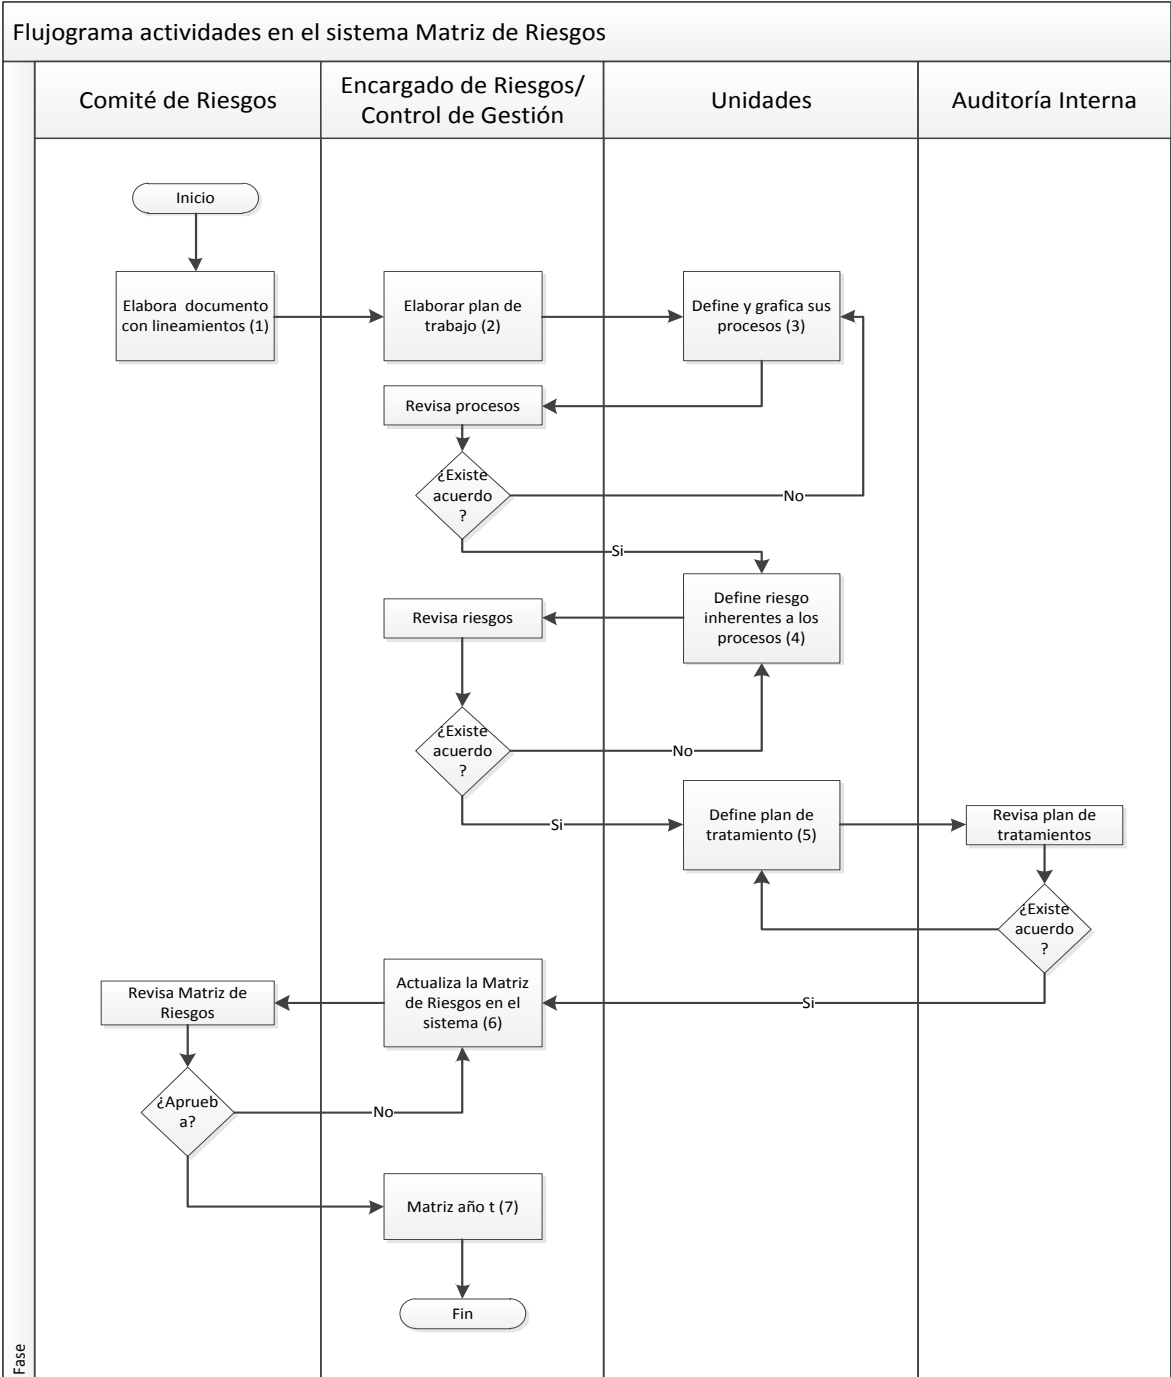 Flujograma actividades en el sistema Matriz de Riesgos
Fase
Comité de Riesgos
Encargado de Riesgos/
Control de Gestión
Unidades
Auditoría Interna
Inicio
Elabora documento
con lineamientos (1)
Elaborar plan de
trabajo (2)
Define y grafica sus
procesos (3)
Revisa procesos
¿Existe
acuerdo
?
No
Si
Define riesgo
inherentes a los
procesos (4)
Revisa riesgos
¿Existe
acuerdo
?
No
Si
Define plan de
tratamiento (5)
Revisa plan de
tratamientos
¿Existe
acuerdo
?
Si
Actualiza la Matriz
de Riesgos en el
sistema (6)
Revisa Matriz de
Riesgos
¿Aprueb
a?
No
Matriz año t (7)
Fin